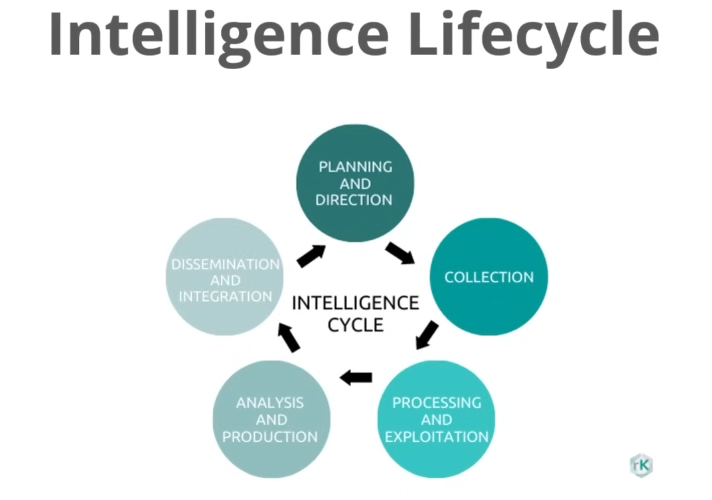 Intelligence Lifecycle
PLANNING
AND
DIRECTION
COLLECTION
PROCESSING
AND
EXPLOITATION
ANALYSIS
AND
PRODUCTION
DISSEMINATION
AND
INTEGRATION
INTELLIGENCE
CYCLE
rK